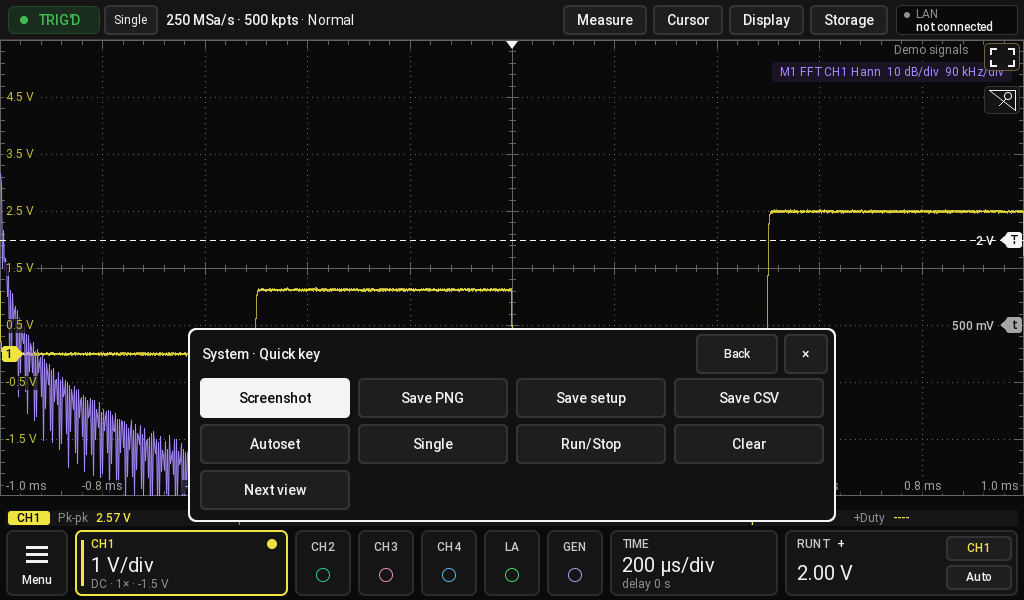 TRIG'D
Single
250 MSa/s · 500 kpts · Normal
Measure
Cursor
Display
Storage
LAN
not connected
Demo signals
M1 FFT CH1 Hann 10 dB/div 90 kHz/div
4.5 V
3.5 V
2.5 V
2 V
T
1.5 V
0.5 V
500 mV
t
1
-0.5 V
-1.5 V
-1.0 ms
-0.8 ms
0.8 ms
1.0 ms
System · Quick key
Back
×
Screenshot
Save PNG
Save setup
Save CSV
Autoset
Single
Run/Stop
Clear
Next view
CH1
Pk-pk
2.57 V
+Duty
----
Menu
CH1
1 V/div
DC · 1× · -1.5 V
CH2
CH3
CH4
LA
GEN
TIME
200 µs/div
delay 0 s
RUNT +
2.00 V
CH1
Auto